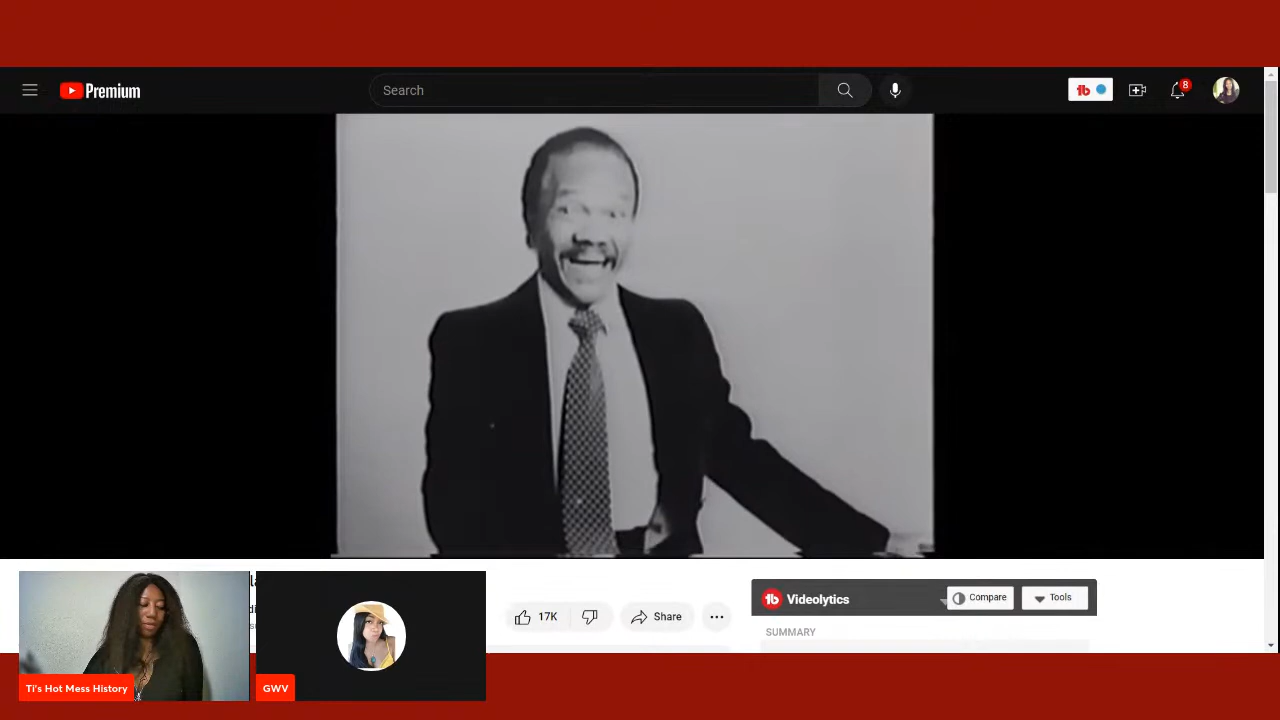 Premium
Search
8
17K
Share
Videolytics
Compare
Tools
SUMMARY
Ti's Hot Mess History
GWV